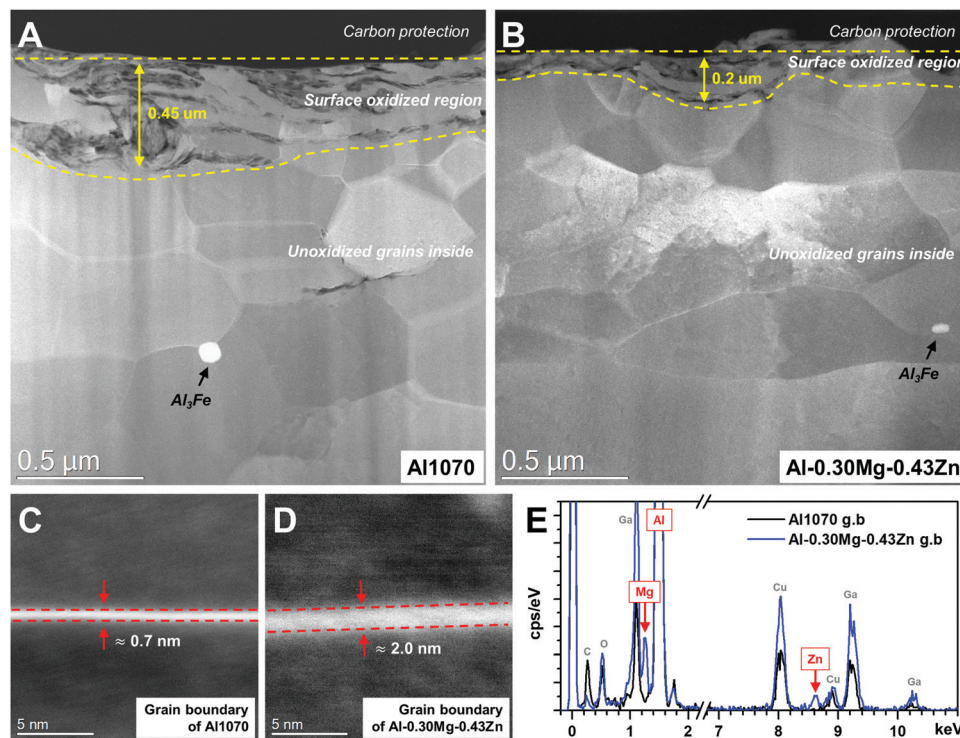 A
Carbon protection
Surface oxidized region
0.45 um
Unoxidized grains inside
Al₃Fe
0.5 μm
Al1070
B
Carbon protection
Surface oxidized region
0.2 um
Unoxidized grains inside
Al₃Fe
0.5 μm
Al-0.30Mg-0.43Zn
C
≈ 0.7 nm
5 nm
Grain boundary
of Al1070
D
≈ 2.0 nm
5 nm
Grain boundary
of Al-0.30Mg-0.43Zn
E
cps/eV
Ga
Al
Al1070 g.b
Al-0.30Mg-0.43Zn g.b
Mg
Cu
Ga
C
O
Zn
Cu
Ga
0 1 2 7 8 9 10 keV